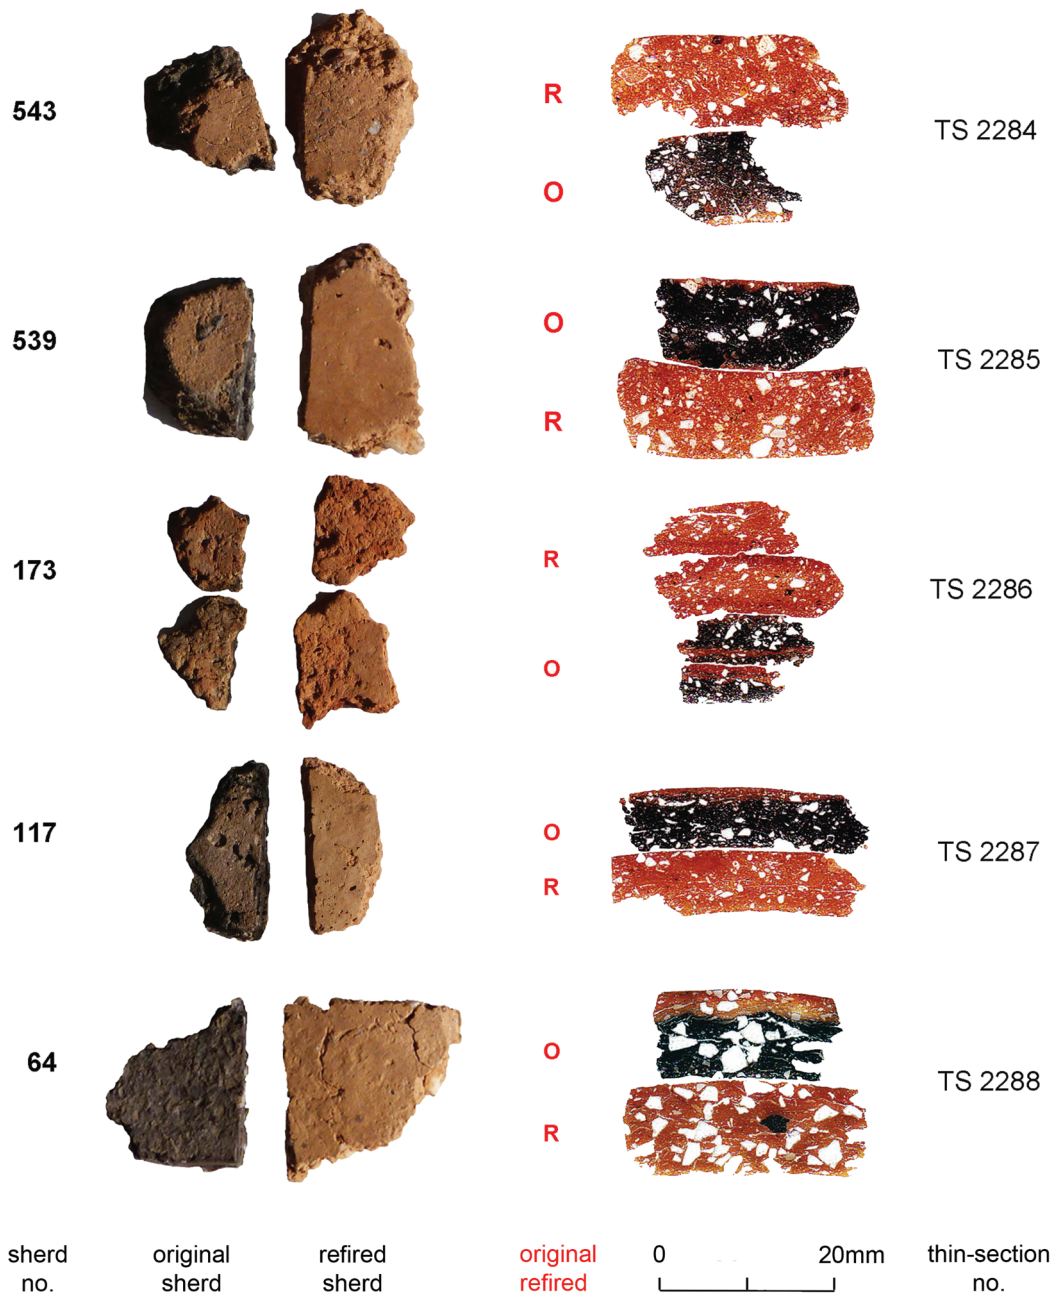 543
R
O
TS 2284
539
O
R
TS 2285
173
R
O
TS 2286
117
O
R
TS 2287
64
O
R
TS 2288
sherd no.
original sherd
refired sherd
original
refired
0 20mm
thin-section no.